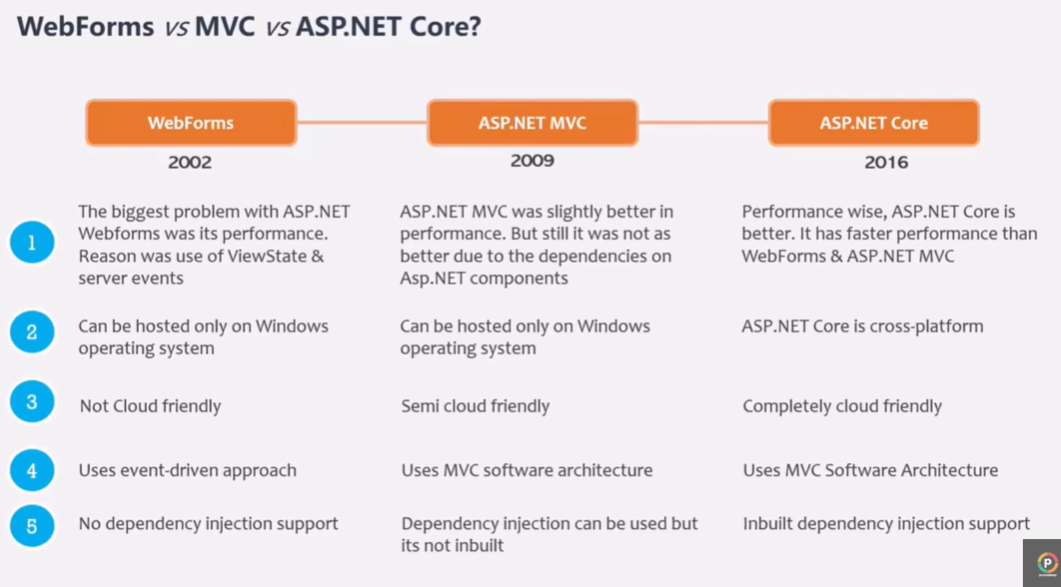 WebForms vs MVC vs ASP.NET Core?
WebForms
ASP.NET MVC
ASP.NET Core
2002
2009
2016
1
The biggest problem with ASP.NET
Webforms was its performance.
Reason was use of ViewState &
server events
ASP.NET MVC was slightly better in
performance. But still it was not as
better due to the dependencies on
Asp.NET components
Performance wise, ASP.NET Core is
better. It has faster performance than
WebForms & ASP.NET MVC
2
Can be hosted only on Windows
operating system
Can be hosted only on Windows
operating system
ASP.NET Core is cross-platform
3
Not Cloud friendly
Semi cloud friendly
Completely cloud friendly
4
Uses event-driven approach
Uses MVC software architecture
Uses MVC Software Architecture
5
No dependency injection support
Dependency injection can be used but
its not inbuilt
Inbuilt dependency injection support
P